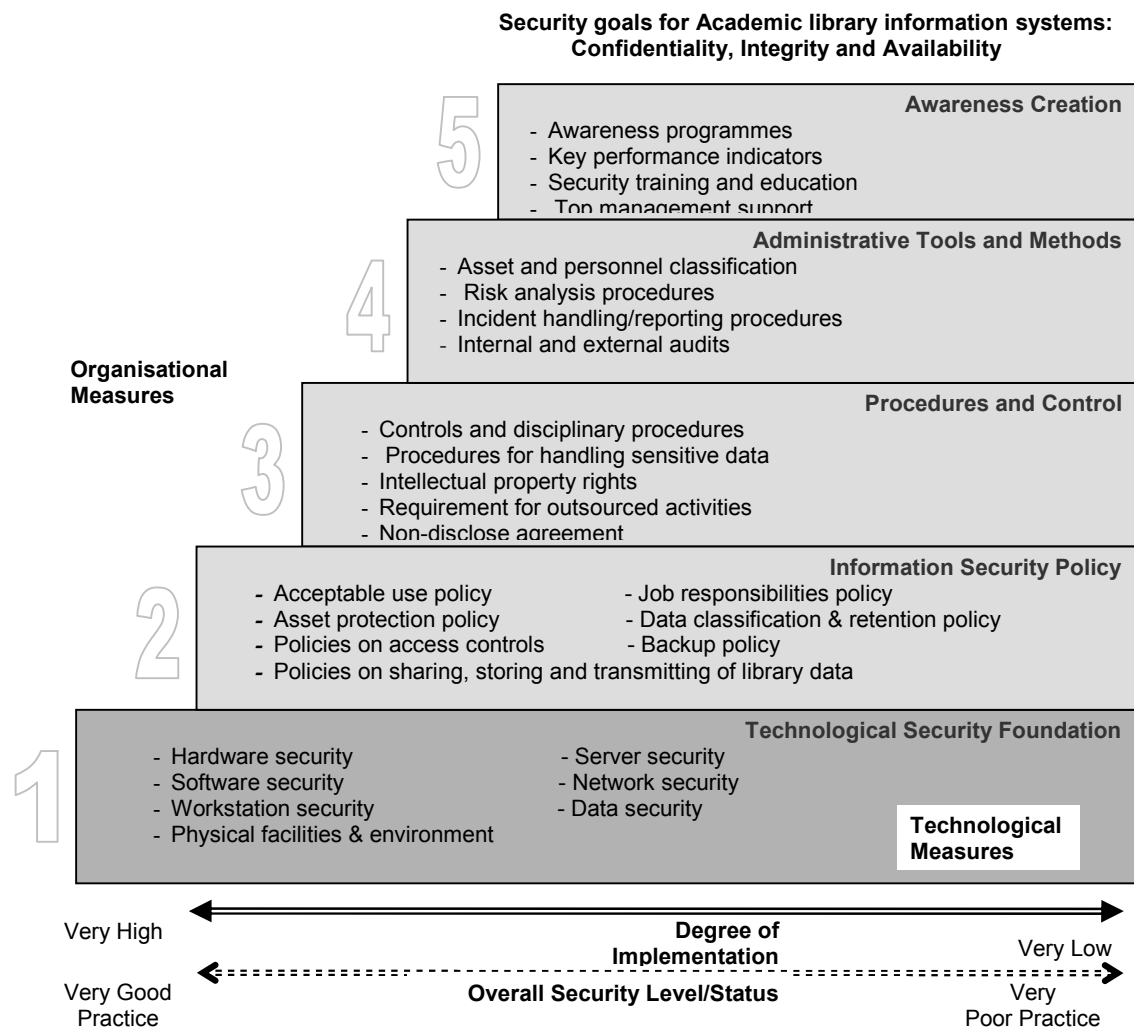 Security goals for Academic library information systems:
Confidentiality, Integrity and Availability
5
Awareness Creation
- Awareness programmes
- Key performance indicators
- Security training and education
- Top management support
4
Administrative Tools and Methods
- Asset and personnel classification
- Risk analysis procedures
- Incident handling/reporting procedures
- Internal and external audits
Organisational
Measures
3
Procedures and Control
- Controls and disciplinary procedures
- Procedures for handling sensitive data
- Intellectual property rights
- Requirement for outsourced activities
- Non-disclose agreement
2
Information Security Policy
- Acceptable use policy
- Asset protection policy
- Policies on access controls
- Policies on sharing, storing and transmitting of library data
- Job responsibilities policy
- Data classification & retention policy
- Backup policy
1
Technological Security Foundation
- Hardware security
- Software security
- Workstation security
- Physical facilities & environment
- Server security
- Network security
- Data security
Technological
Measures
Very High
Degree of
Implementation
Very Low
Very Good
Practice
Overall Security Level/Status
Very
Poor Practice